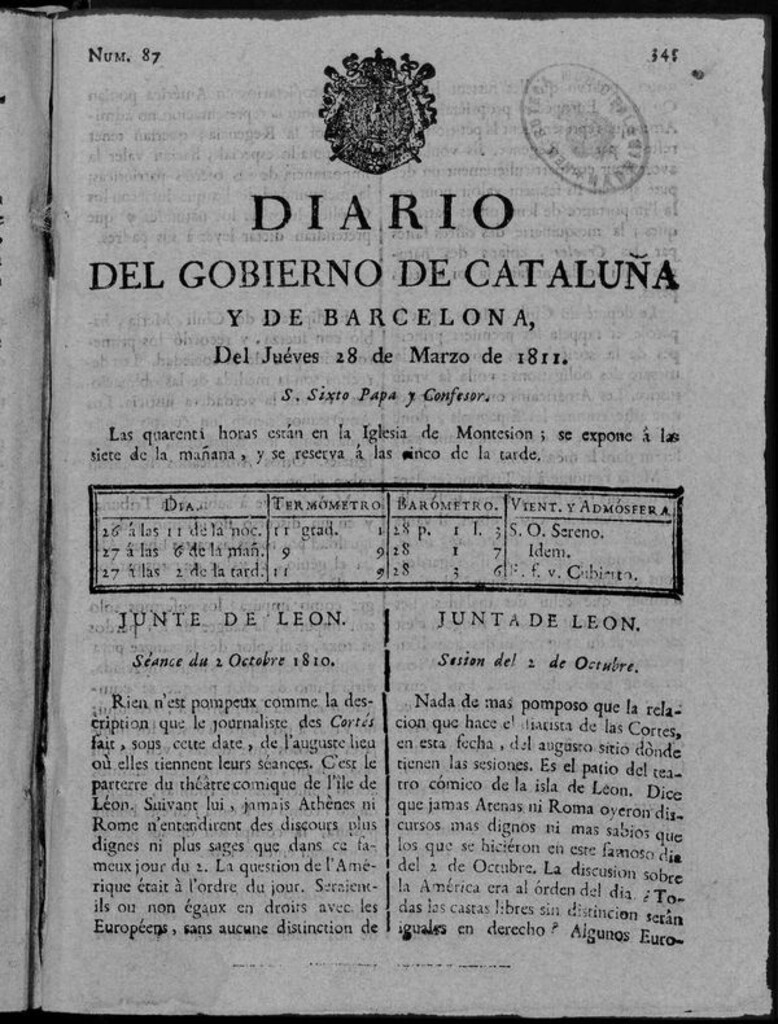 NUM. 87
345
DIARIO
DEL GOBIERNO DE CATALUÑA
Y DE BARCELONA,
Del Juéves 28 de Marzo de 1811.
S. Sixto Papa y Confesor.
Las quarenti horas están en la Iglesia de Montesion; se expone á las
siete de la mañana, y se reserva á las cinco de la tarde.
DIA. TERMÓMETRO BARÓMETRO. VIENT. Y ADMÓSFERA
26 á las 11 de la noc. 11 grad. 1 28 p. 1 l. 3 S. O. Sereno.
27 á las 6 de la mañ. 9 9 28 1 7 Idem.
27 á las 2 de la tard. 11 9 28 3 6 f. v. Cubierto.
JUNTE DE LEON.
Séance du 2 Octobre 1810.
Rien n'est pompeux comme la des-
cription que le journaliste des Cortés
fait, sous cette date, de l'auguste lieu
où elles tiennent leurs séances. C'est le
parterre du théâtre comique de l'île de
Léon. Suivant lui, jamais Athènes ni
Rome n'entendirent des discours plus
dignes ni plus sages que dans ce fa-
meux jour du 2. La question de l'Amé-
rique était à l'ordre du jour. Seraient-
ils ou non égaux en droits avec les
Européens, sans aucune distinction de
JUNTA DE LEON.
Sesion del 2 de Octubre.
Nada de mas pomposo que la rela-
cion que hace el diarista de las Cortes,
en esta fecha, del augusto sitio dónde
tienen las sesiones. Es el patio del tea-
tro cómico de la isla de Leon. Dice
que jamas Atenas ni Roma oyeron dis-
cursos mas dignos ni mas sabios que
los que se hiciéron en este famoso dia
del 2 de Octubre. La discusion sobre
la América era al órden del dia. ¿To-
das las castas libres sin distincion serán
iguales en derecho? Algunos Euro-